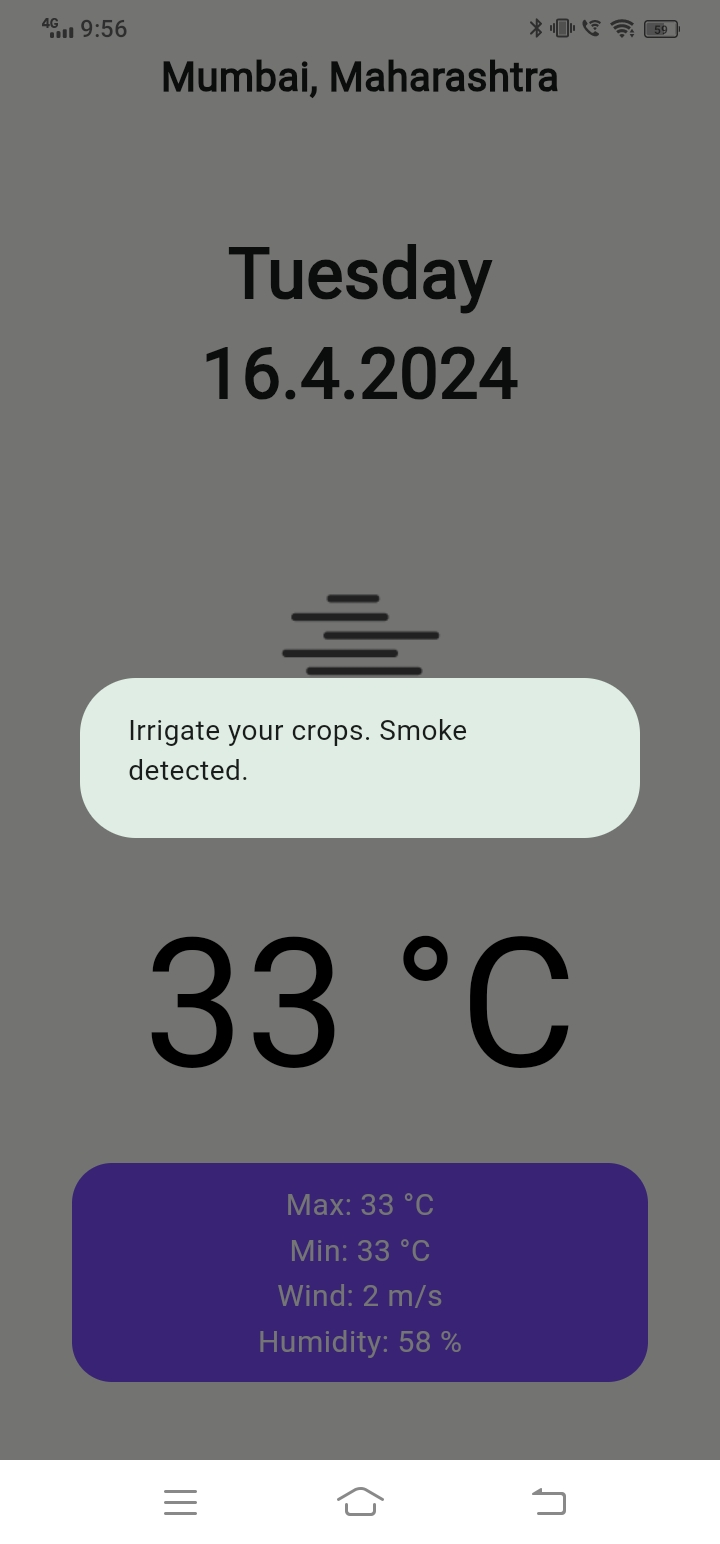 4G 9:56 59
Mumbai, Maharashtra
Tuesday
16.4.2024
Irrigate your crops. Smoke
detected.
33 °C
Max: 33 °C
Min: 33 °C
Wind: 2 m/s
Humidity: 58 %